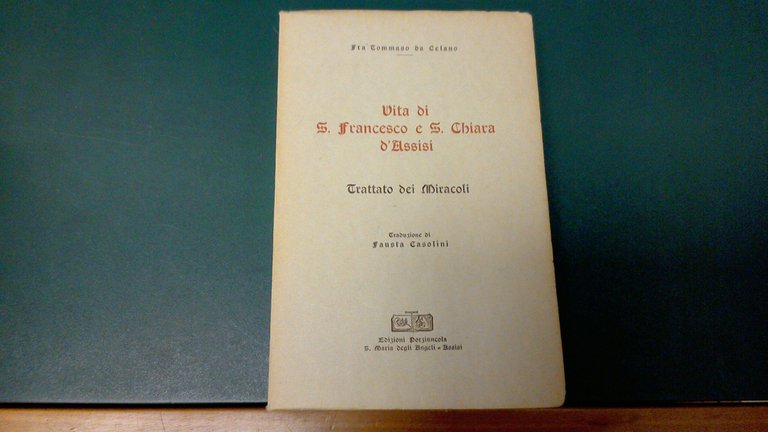 Fra Tommaso da Celano
Vita di
S. Francesco e S. Chiara
d'Assisi
Trattato dei Miracoli
Traduzione di
Fausta Casolini
Edizioni Porziuncola
S. Maria degli Angeli - Assisi